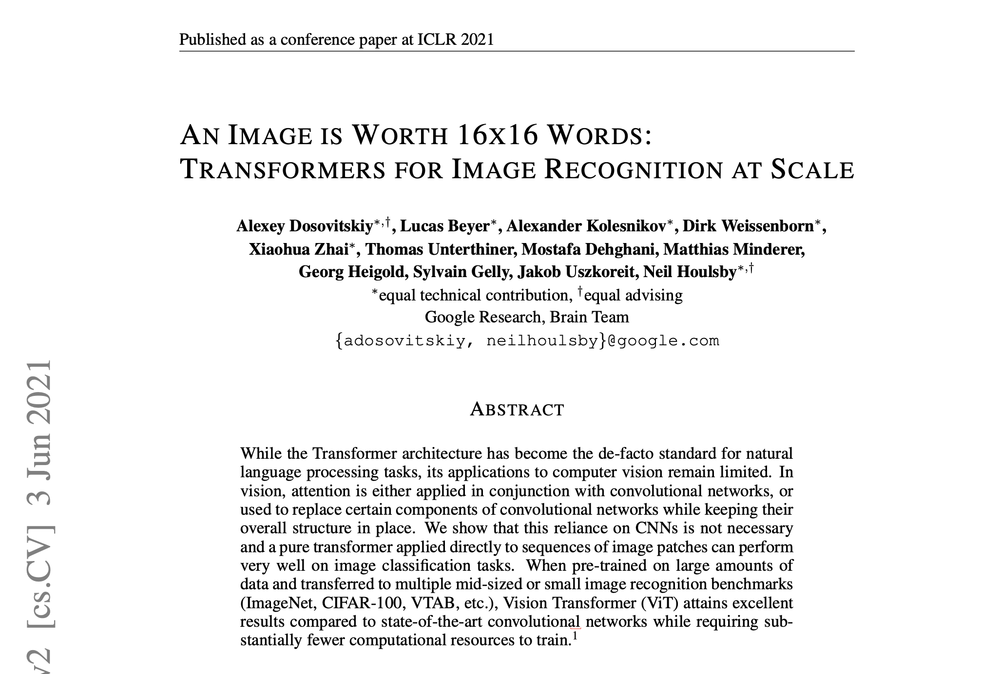 Published as a conference paper at ICLR 2021
AN IMAGE IS WORTH 16X16 WORDS:
TRANSFORMERS FOR IMAGE RECOGNITION AT SCALE
Alexey Dosovitskiy∗,†, Lucas Beyer∗, Alexander Kolesnikov∗, Dirk Weissenborn∗,
Xiaohua Zhai∗, Thomas Unterthiner, Mostafa Dehghani, Matthias Minderer,
Georg Heigold, Sylvain Gelly, Jakob Uszkoreit, Neil Houlsby∗,†
∗equal technical contribution, †equal advising
Google Research, Brain Team
{adosovitskiy, neilhoulsby}@google.com
ABSTRACT
While the Transformer architecture has become the de-facto standard for natural
language processing tasks, its applications to computer vision remain limited. In
vision, attention is either applied in conjunction with convolutional networks, or
used to replace certain components of convolutional networks while keeping their
overall structure in place. We show that this reliance on CNNs is not necessary
and a pure transformer applied directly to sequences of image patches can perform
very well on image classification tasks. When pre-trained on large amounts of
data and transferred to multiple mid-sized or small image recognition benchmarks
(ImageNet, CIFAR-100, VTAB, etc.), Vision Transformer (ViT) attains excellent
results compared to state-of-the-art convolutional networks while requiring sub-
stantially fewer computational resources to train.1
v2 [cs.CV] 3 Jun 2021